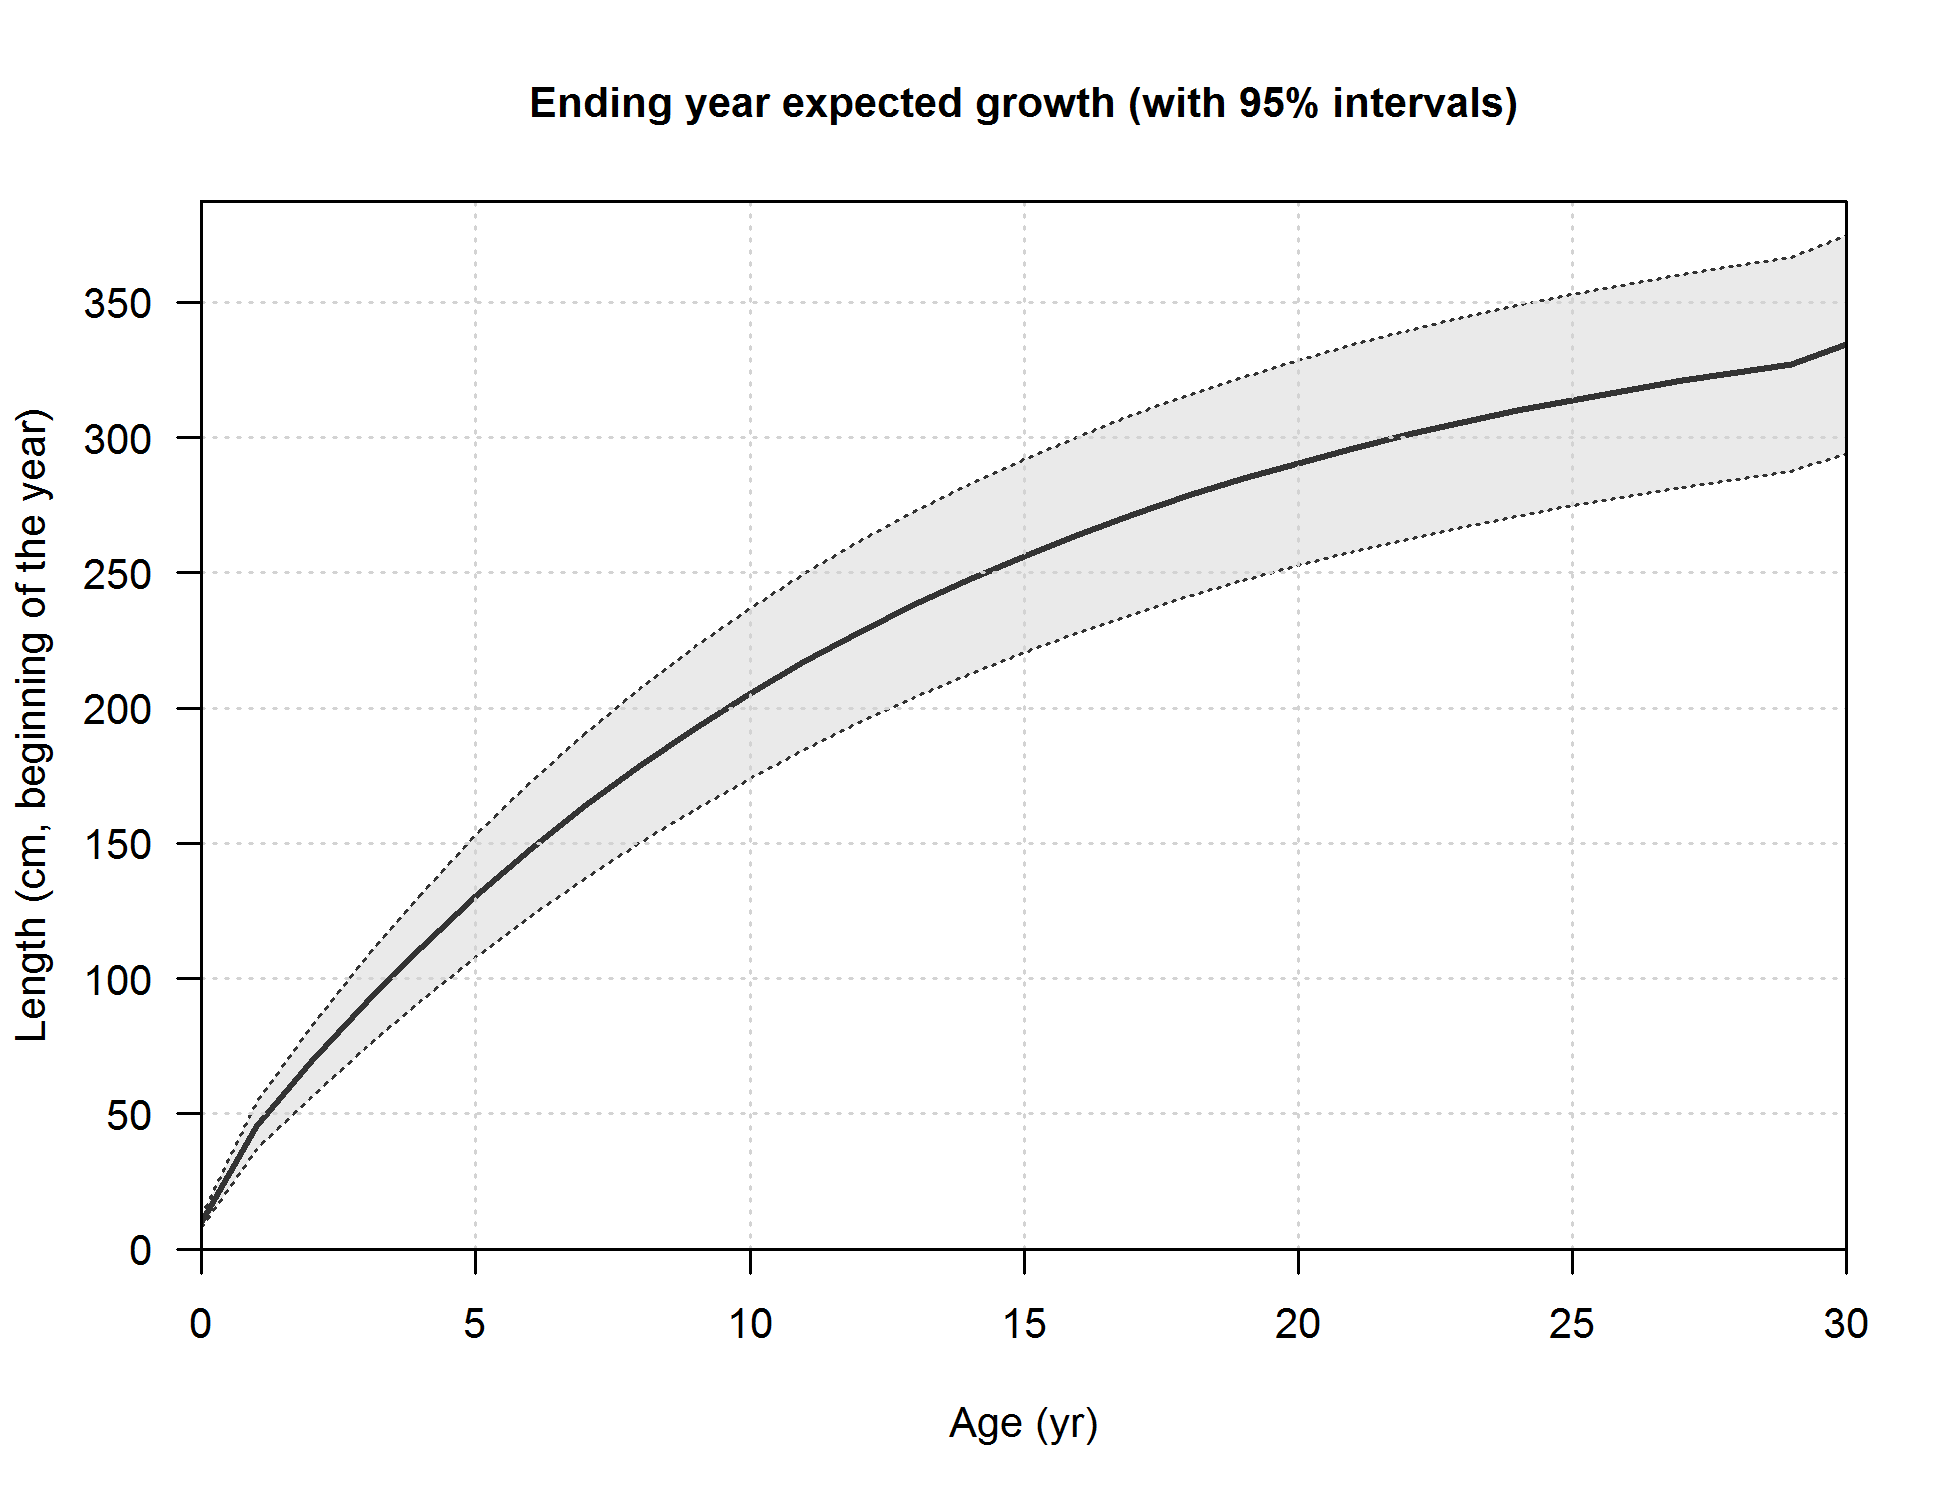 Ending year expected growth (with 95% intervals)
Length (cm, beginning of the year)
350
300
250
200
150
100
50
0
0 5 10 15 20 25 30
Age (yr)